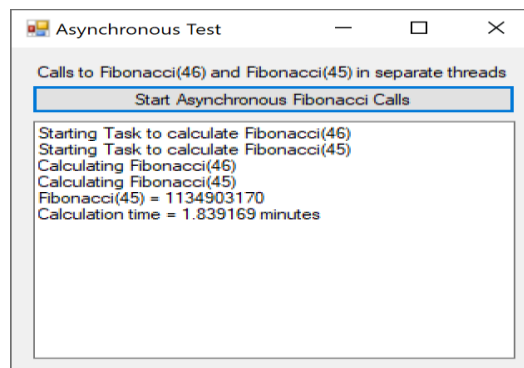 Asynchronous Test
Calls to Fibonacci(46) and Fibonacci(45) in separate threads
Start Asynchronous Fibonacci Calls
Starting Task to calculate Fibonacci(46)
Starting Task to calculate Fibonacci(45)
Calculating Fibonacci(46)
Calculating Fibonacci(45)
Fibonacci(45) = 1134903170
Calculation time = 1.839169 minutes